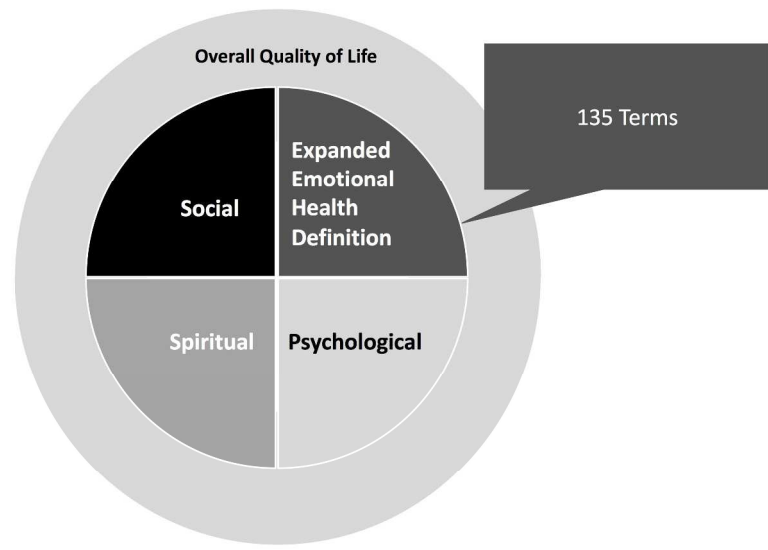 Overall Quality of Life
135 Terms
Expanded
Emotional
Health
Definition
Social
Spiritual
Psychological